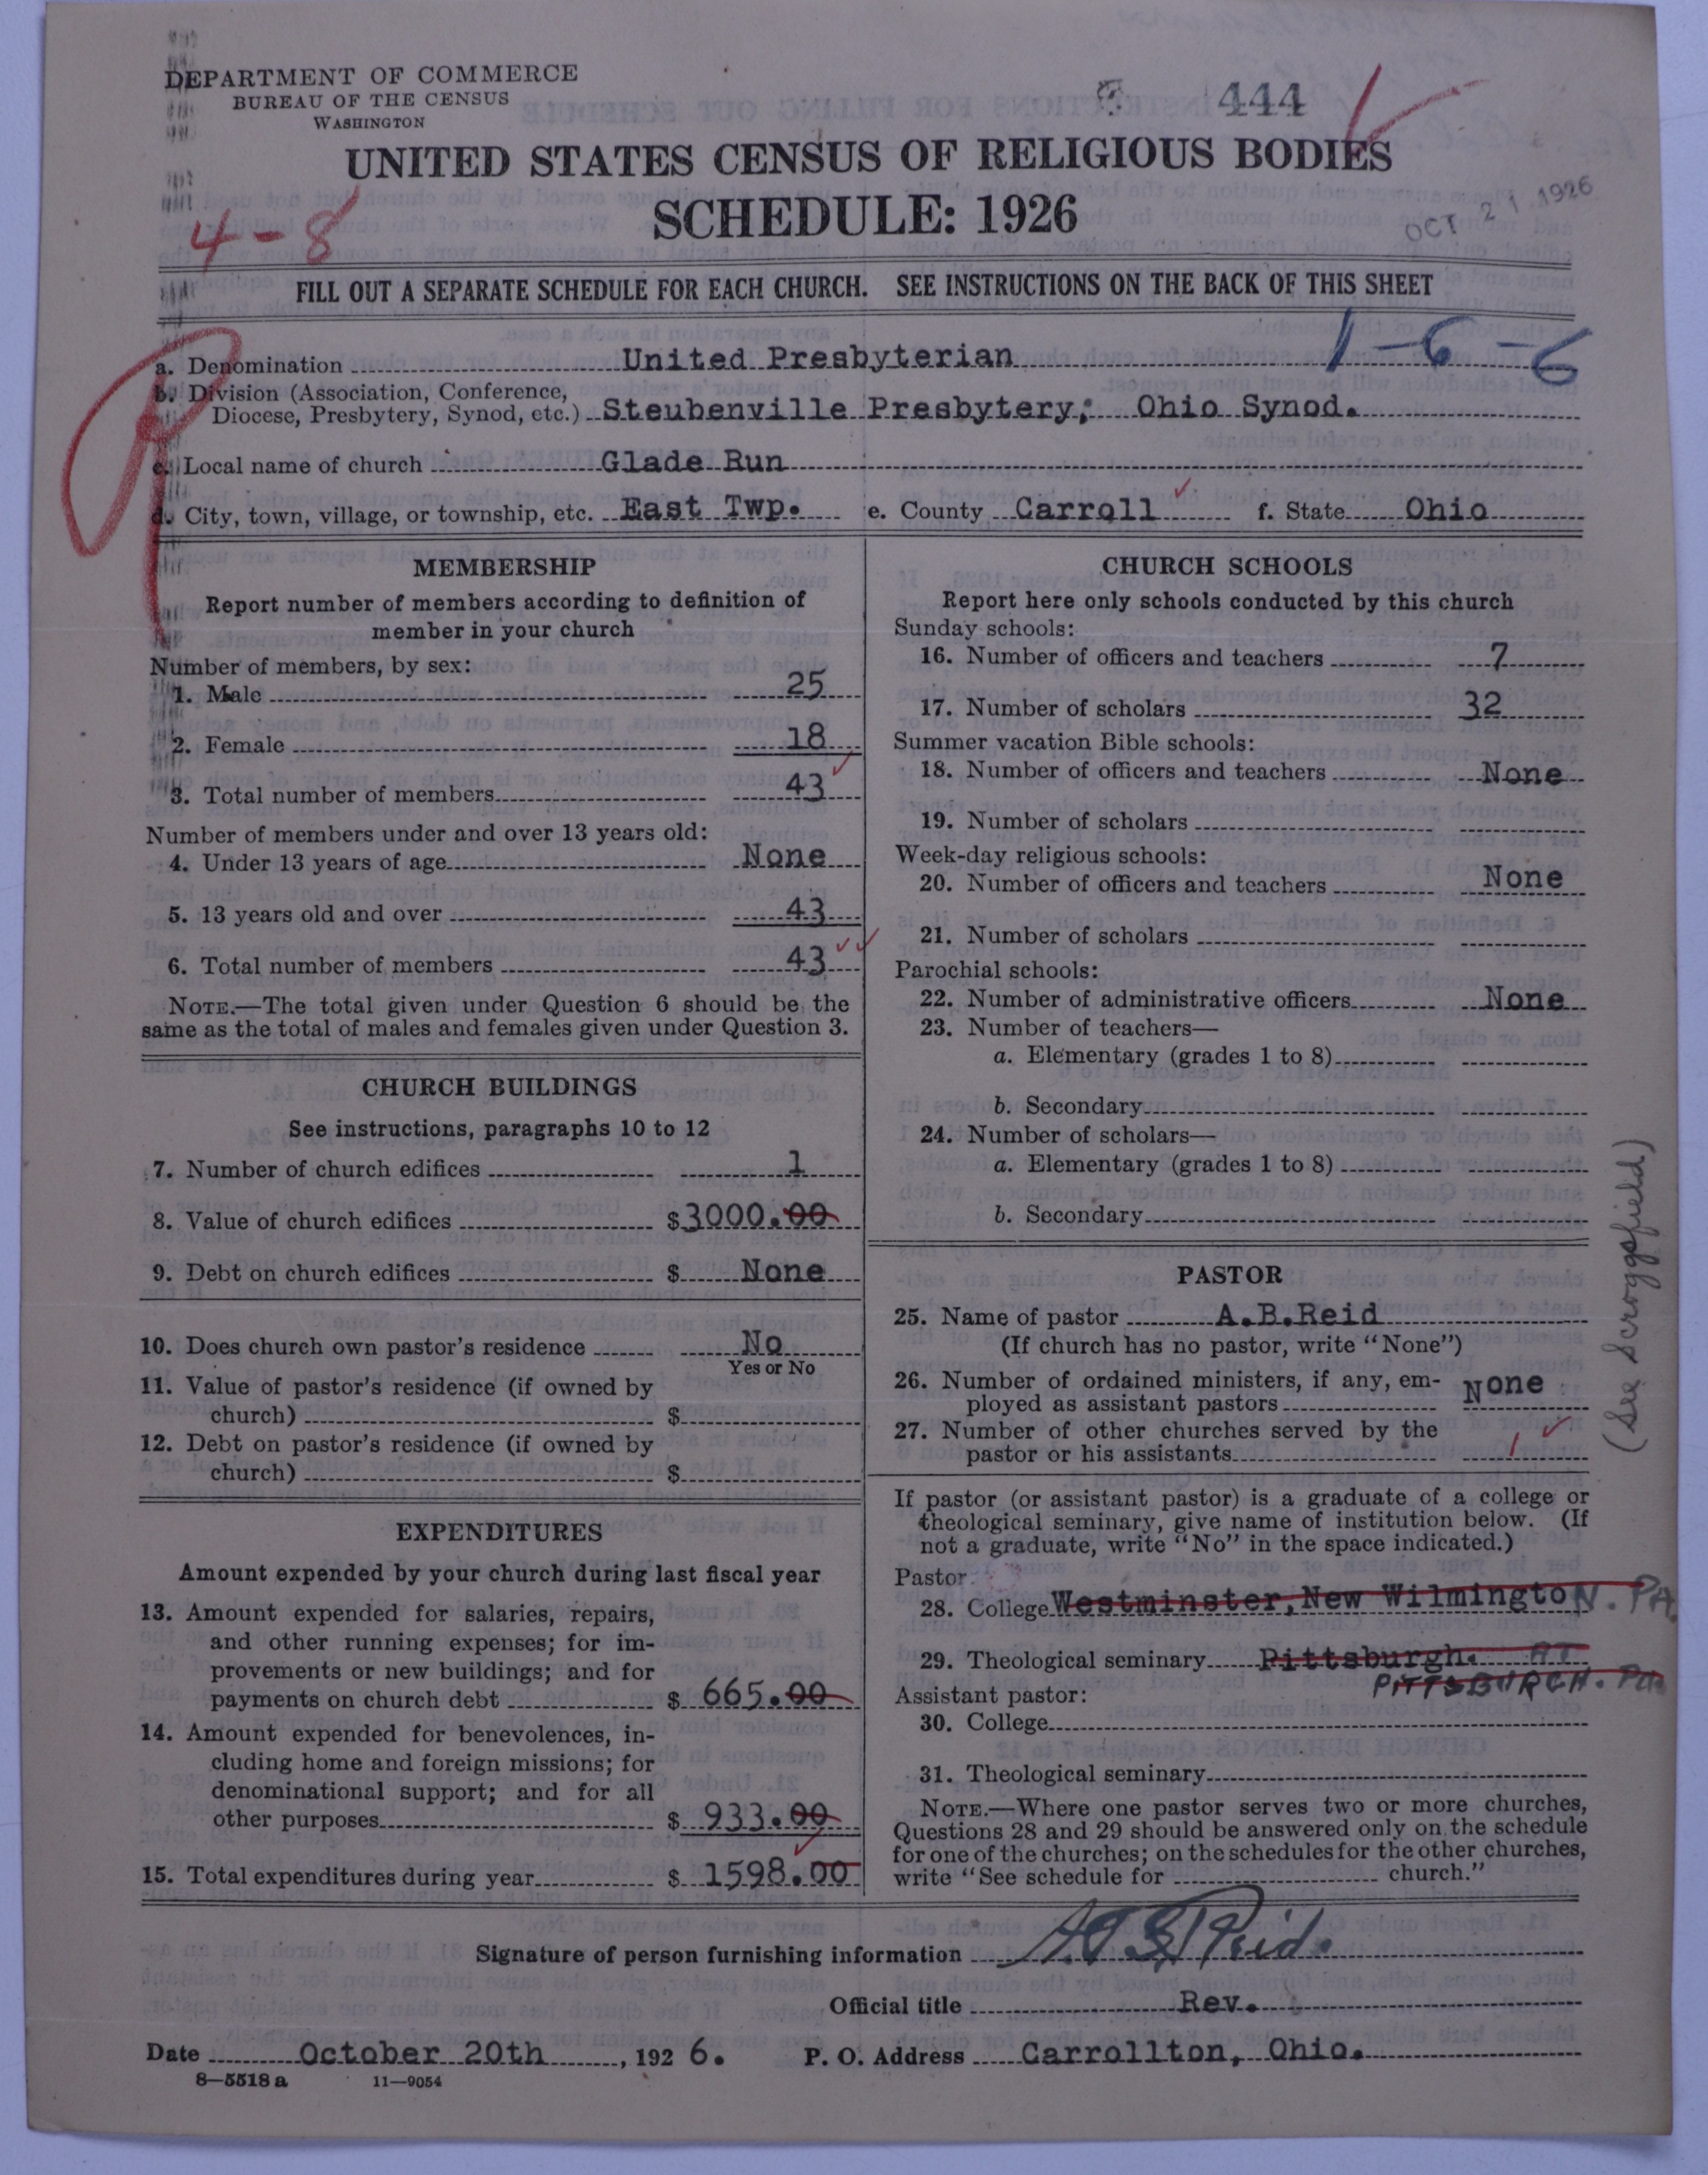 DEPARTMENT OF COMMERCE
BUREAU OF THE CENSUS
WASHINGTON
444
UNITED STATES CENSUS OF RELIGIOUS BODIES
SCHEDULE: 1926
OCT 21 1926
4-8
FILL OUT A SEPARATE SCHEDULE FOR EACH CHURCH. SEE INSTRUCTIONS ON THE BACK OF THIS SHEET
1-6-6
a. Denomination United Presbyterian
b. Division (Association, Conference,
Diocese, Presbytery, Synod, etc.) Steubenville Presbytery; Ohio Synod.
c. Local name of church Glade Run
d. City, town, village, or township, etc. East Twp. e. County Carroll f. State Ohio
MEMBERSHIP
Report number of members according to definition of
member in your church
Number of members, by sex:
1. Male 25
2. Female 18
3. Total number of members 43
Number of members under and over 13 years old:
4. Under 13 years of age None
5. 13 years old and over 43
6. Total number of members 43
NOTE.—The total given under Question 6 should be the
same as the total of males and females given under Question 3.
CHURCH BUILDINGS
See instructions, paragraphs 10 to 12
7. Number of church edifices 1
8. Value of church edifices $3000.00
9. Debt on church edifices $ None
10. Does church own pastor's residence No
Yes or No
11. Value of pastor's residence (if owned by
church) $
12. Debt on pastor's residence (if owned by
church) $
EXPENDITURES
Amount expended by your church during last fiscal year
13. Amount expended for salaries, repairs,
and other running expenses; for im-
provements or new buildings; and for
payments on church debt $ 665.00
14. Amount expended for benevolences, in-
cluding home and foreign missions; for
denominational support; and for all
other purposes $ 933.00
15. Total expenditures during year $ 1598.00
CHURCH SCHOOLS
Report here only schools conducted by this church
Sunday schools:
16. Number of officers and teachers 7
17. Number of scholars 32
Summer vacation Bible schools:
18. Number of officers and teachers None
19. Number of scholars
Week-day religious schools:
20. Number of officers and teachers None
21. Number of scholars
Parochial schools:
22. Number of administrative officers None
23. Number of teachers—
a. Elementary (grades 1 to 8)
b. Secondary
24. Number of scholars—
a. Elementary (grades 1 to 8)
b. Secondary
PASTOR
25. Name of pastor A.B.Reid
(If church has no pastor, write "None")
26. Number of ordained ministers, if any, em-
ployed as assistant pastors None
27. Number of other churches served by the
pastor or his assistants 1
(See Scroggsfield)
If pastor (or assistant pastor) is a graduate of a college or
theological seminary, give name of institution below. (If
not a graduate, write "No" in the space indicated.)
Pastor
28. College Westminster, New Wilmington. PA.
29. Theological seminary Pittsburgh. AT
PITTSBURGH. Pa
Assistant pastor:
30. College
31. Theological seminary
NOTE.—Where one pastor serves two or more churches,
Questions 28 and 29 should be answered only on the schedule
for one of the churches; on the schedules for the other churches,
write "See schedule for church."
Signature of person furnishing information A. B. Reid.
Official title Rev.
Date October 20th, 1926. P. O. Address Carrollton, Ohio.
8—5518 a 11—9054